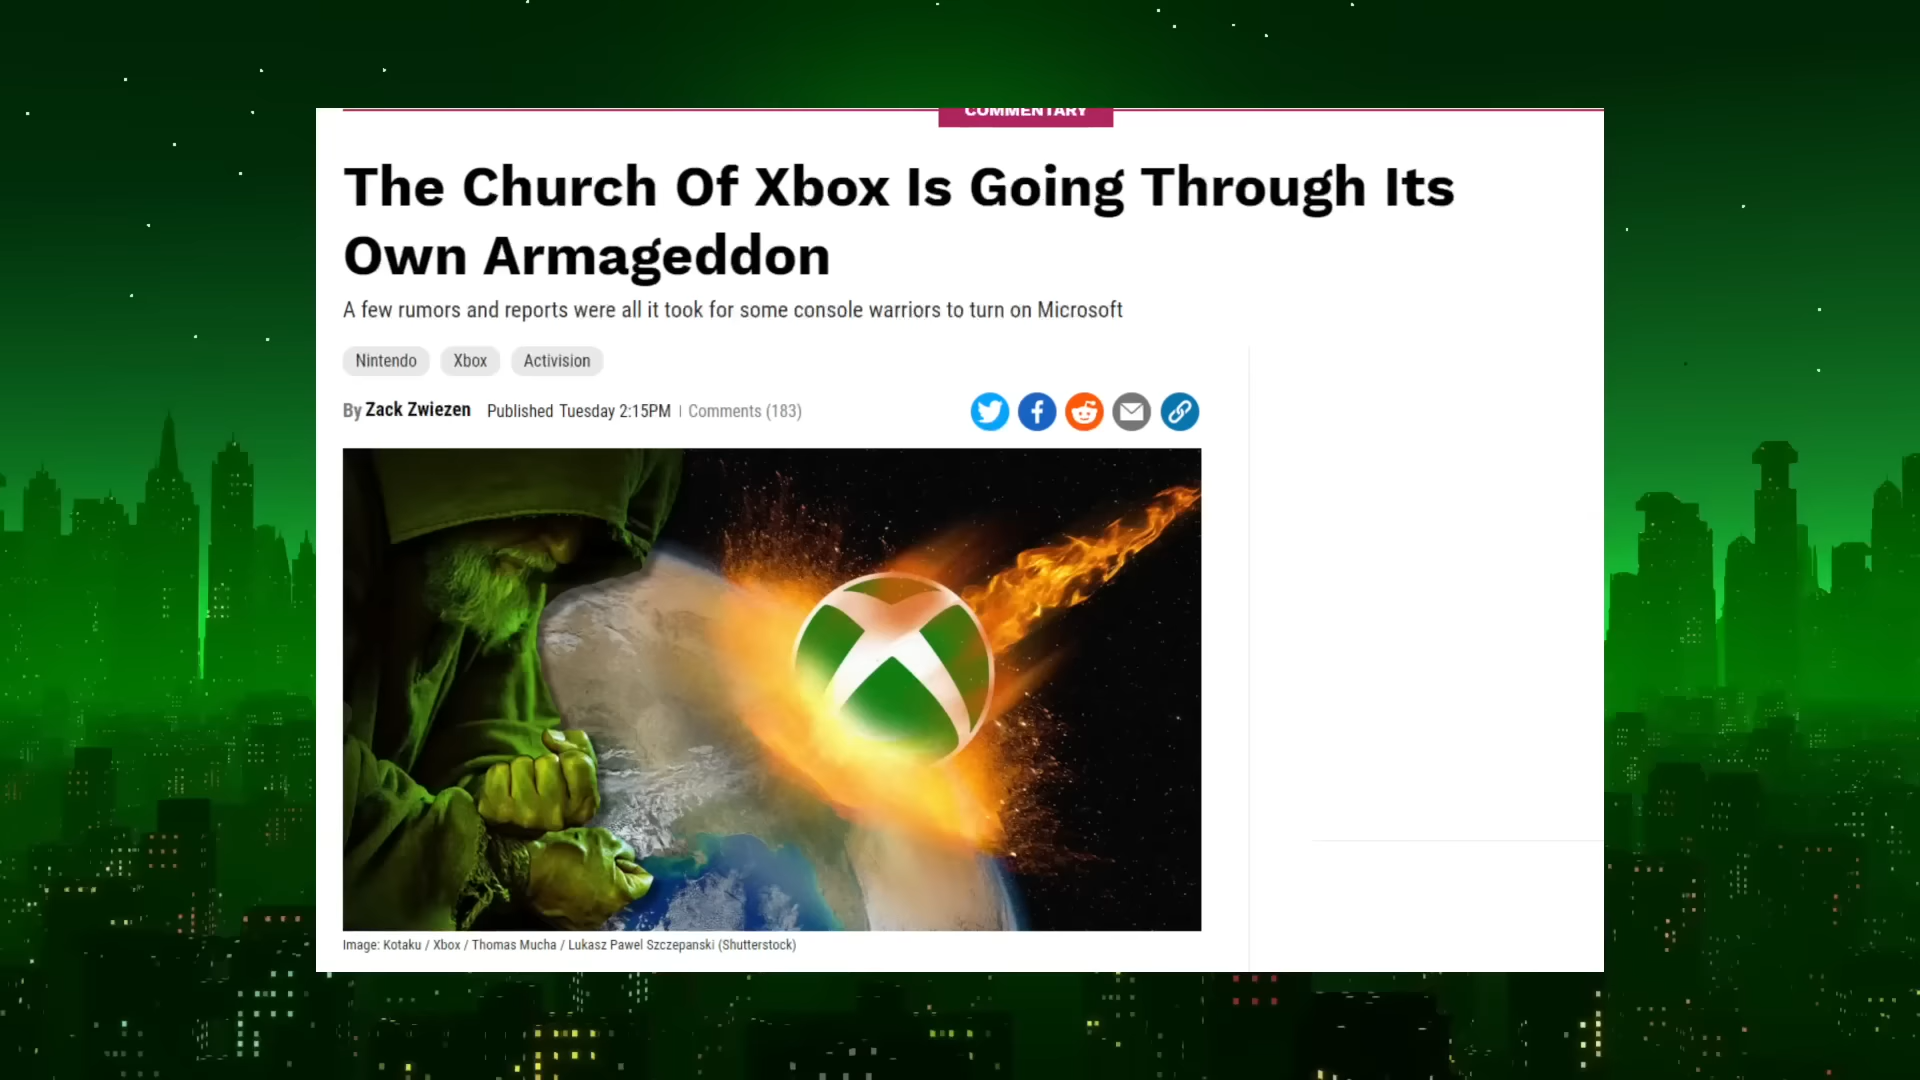 COMMENTARY
The Church Of Xbox Is Going Through Its
Own Armageddon
A few rumors and reports were all it took for some console warriors to turn on Microsoft
Nintendo Xbox Activision
By Zack Zwiezen Published Tuesday 2:15PM | Comments (183)
Image: Kotaku / Xbox / Thomas Mucha / Lukasz Pawel Szczepanski (Shutterstock)